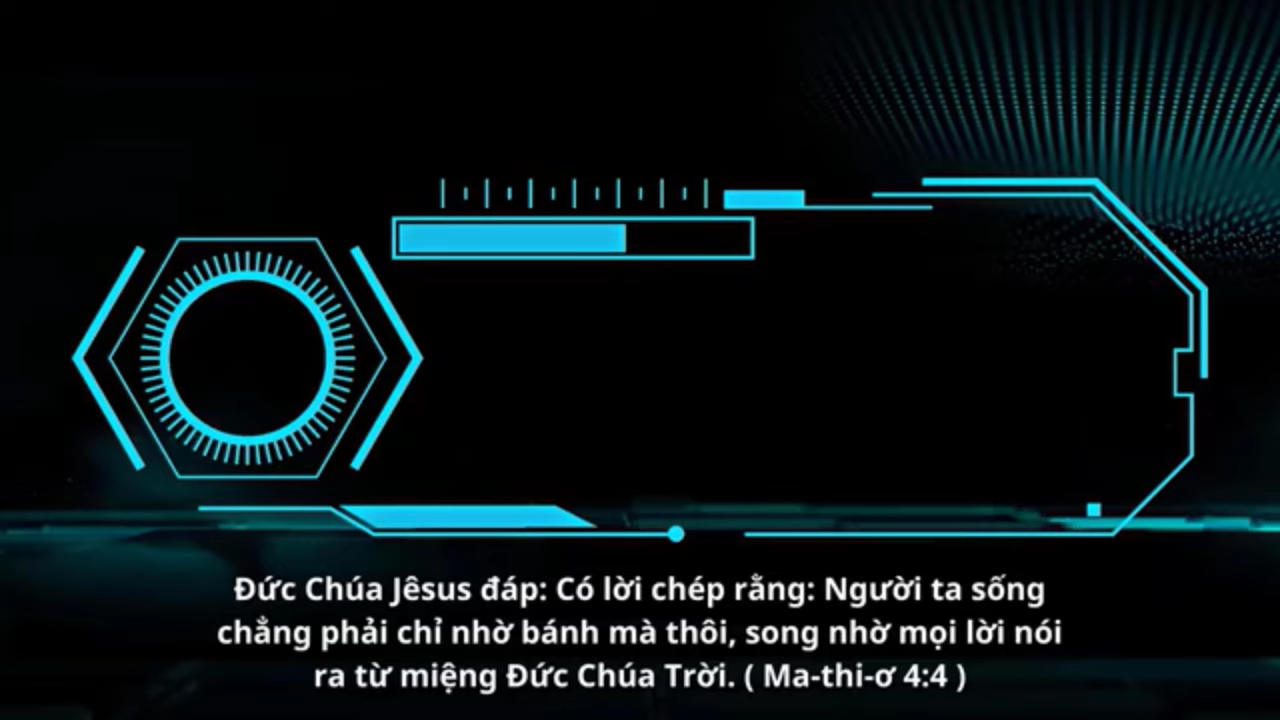 Đức Chúa Jêsus đáp: Có lời chép rằng: Người ta sống
chẳng phải chỉ nhờ bánh mà thôi, song nhờ mọi lời nói
ra từ miệng Đức Chúa Trời. ( Ma-thi-ơ 4:4 )